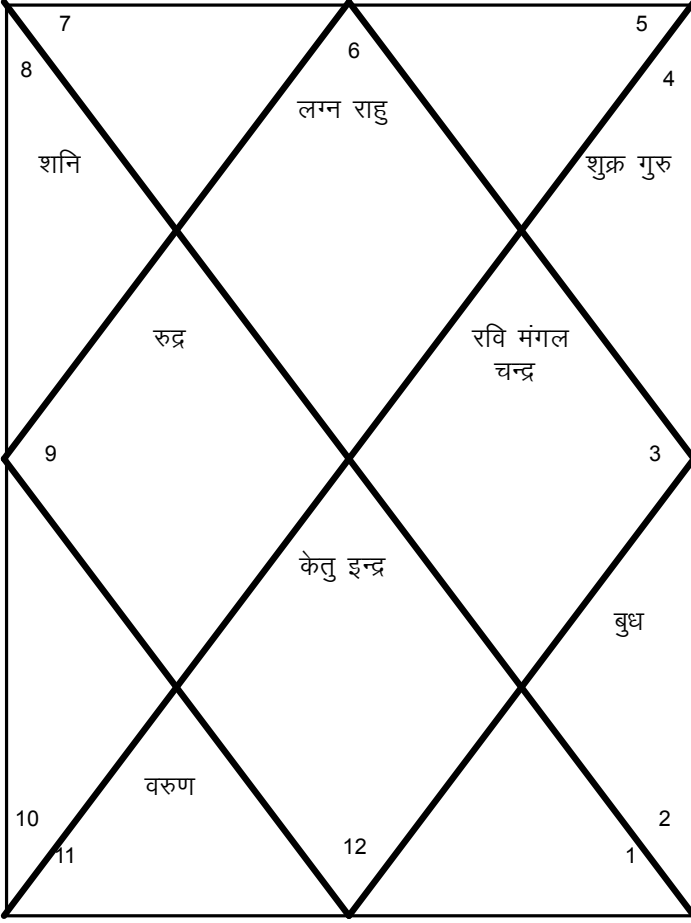 7
6
5
8
4
लग्न राहु
शनि
शुक्र गुरु
रुद्र
रवि मंगल
चन्द्र
9
3
केतु इन्द्र
बुध
वरुण
10
2
12
11
1